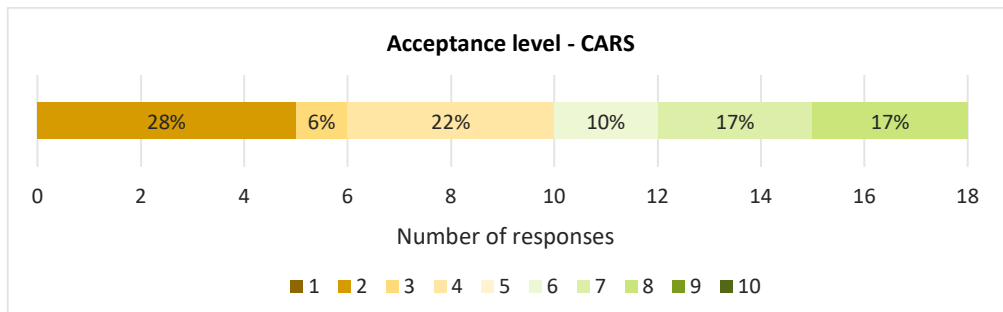 Acceptance level - CARS
28% 6% 22% 10% 17% 17%
0 2 4 6 8 10 12 14 16 18
Number of responses
1 2 3 4 5 6 7 8 9 10